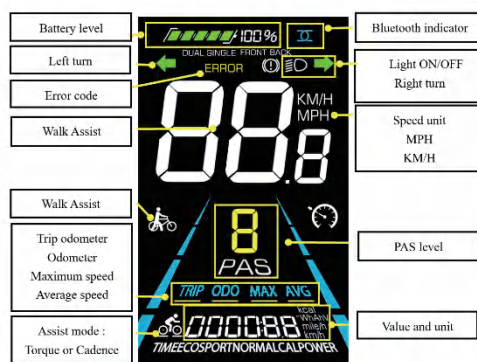 Battery level
Left turn
Error code
Walk Assist
Walk Assist
Trip odometer
Odometer
Maximum speed
Average speed
Assist mode :
Torque or Cadence
100%
DUAL SINGLE FRONT BACK
ERROR
KM/H
MPH
88.8
8
PAS
TRIP ODO MAX AVG
0000:88
kcal
WhAhV
mile/h
km/h
TIMEECOSPORTNORMALCALPOWER
Bluetooth indicator
Light ON/OFF
Right turn
Speed unit
MPH
KM/H
PAS level
Value and unit